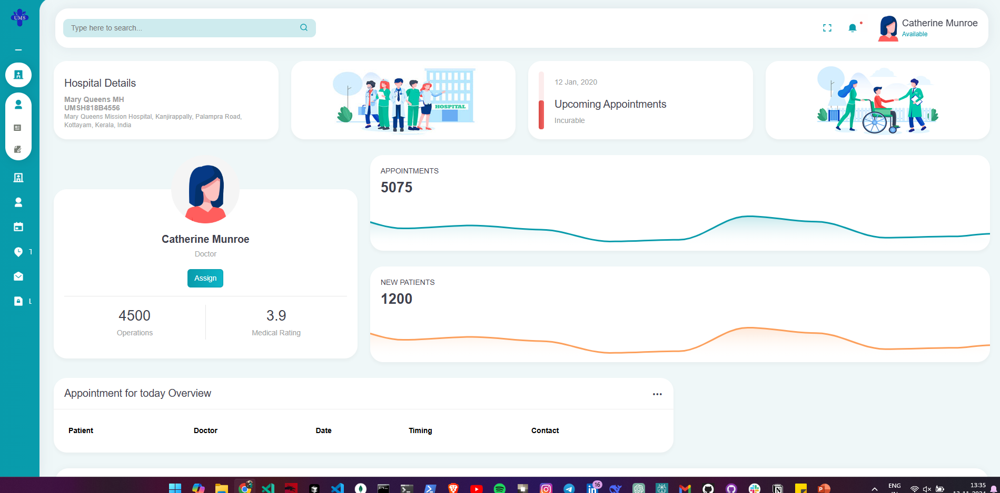 UMS
Type here to search...
Catherine Munroe
Available
Hospital Details
Mary Queens MH
UMSH818B4556
Mary Queens Mission Hospital, Kanjirappally, Palampra Road,
Kottayam, Kerala, India
HOSPITAL
12 Jan, 2020
Upcoming Appointments
Incurable
Catherine Munroe
Doctor
Assign
4500
Operations
3.9
Medical Rating
APPOINTMENTS
5075
NEW PATIENTS
1200
T
L
Appointment for today Overview
Patient Doctor Date Timing Contact
16
ENG
13:35